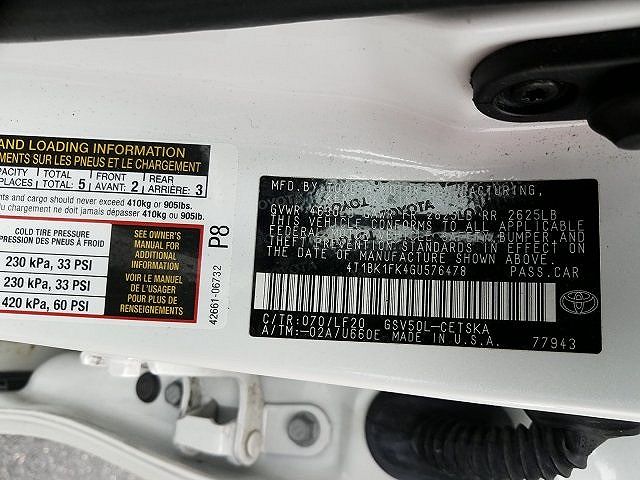 AND LOADING INFORMATION
SUR LES PNEUS ET LE CHARGEMENT
TOTAL FRONT REAR
PLACES TOTAL: 5 AVANT: 2 ARRIÈRE: 3
and cargo should never exceed 410kg or 905lbs.
du chargement ne doit jamais dépasser 410kg ou 905lb.
COLD TIRE PRESSURE
PRESSION DES PNEUS À FROID
230 kPa, 33 PSI
230 kPa, 33 PSI
420 kPa, 60 PSI
SEE OWNER'S
MANUAL FOR
ADDITIONAL
INFORMATION
VOIR LE MANUEL
DE L'USAGER
POUR PLUS DE
RENSEIGNEMENTS
P8
42661-06732
MFD. BY
GVWR RR 2625LB
THIS VEHICLE CONFORMS TO ALL APPLICABLE
FEDERAL BUMPER AND
THEFT PREVENTION STANDARDS IN EFFECT ON
THE DATE OF MANUFACTURE SHOWN ABOVE.
4T1BK1FK4GU576478 PASS.CAR
C/TR: 070/LF20 GSV50L-CETSKA
A/TM:-02A/U660E MADE IN U.S.A. 77943
TOYOTA